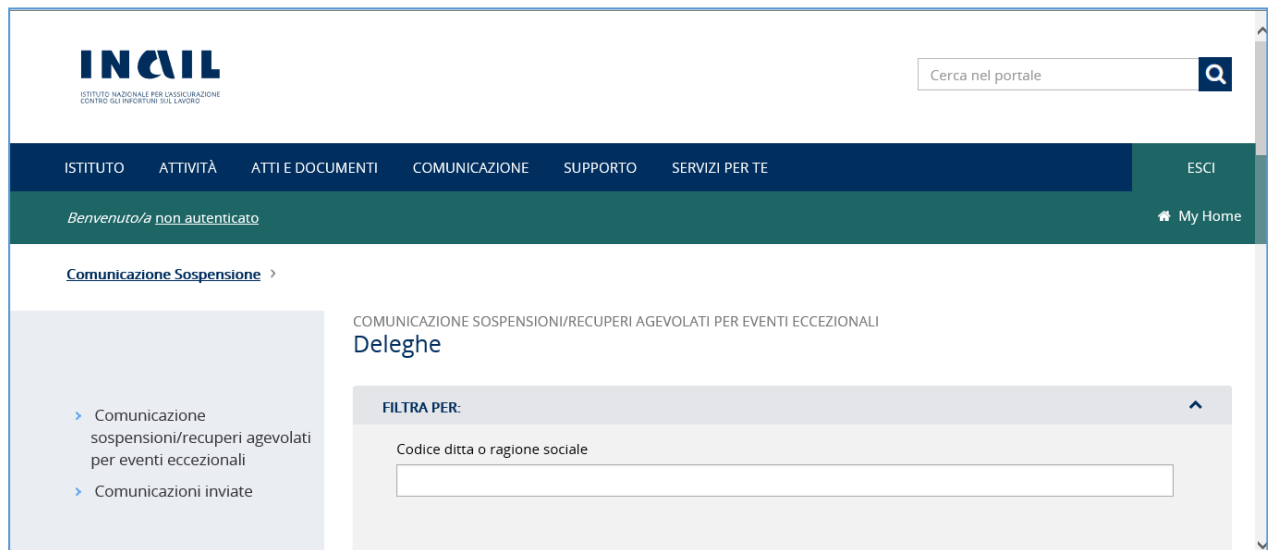 INAIL
ISTITUTO NAZIONALE PER L'ASSICURAZIONE
CONTRO GLI INFORTUNI SUL LAVORO
Cerca nel portale
ISTITUTO ATTIVITÀ ATTI E DOCUMENTI COMUNICAZIONE SUPPORTO SERVIZI PER TE ESCI
Benvenuto/a non autenticato My Home
Comunicazione Sospensione
COMUNICAZIONE SOSPENSIONI/RECUPERI AGEVOLATI PER EVENTI ECCEZIONALI
Deleghe
Comunicazione
sospensioni/recuperi agevolati
per eventi eccezionali
Comunicazioni inviate
FILTRA PER:
Codice ditta o ragione sociale